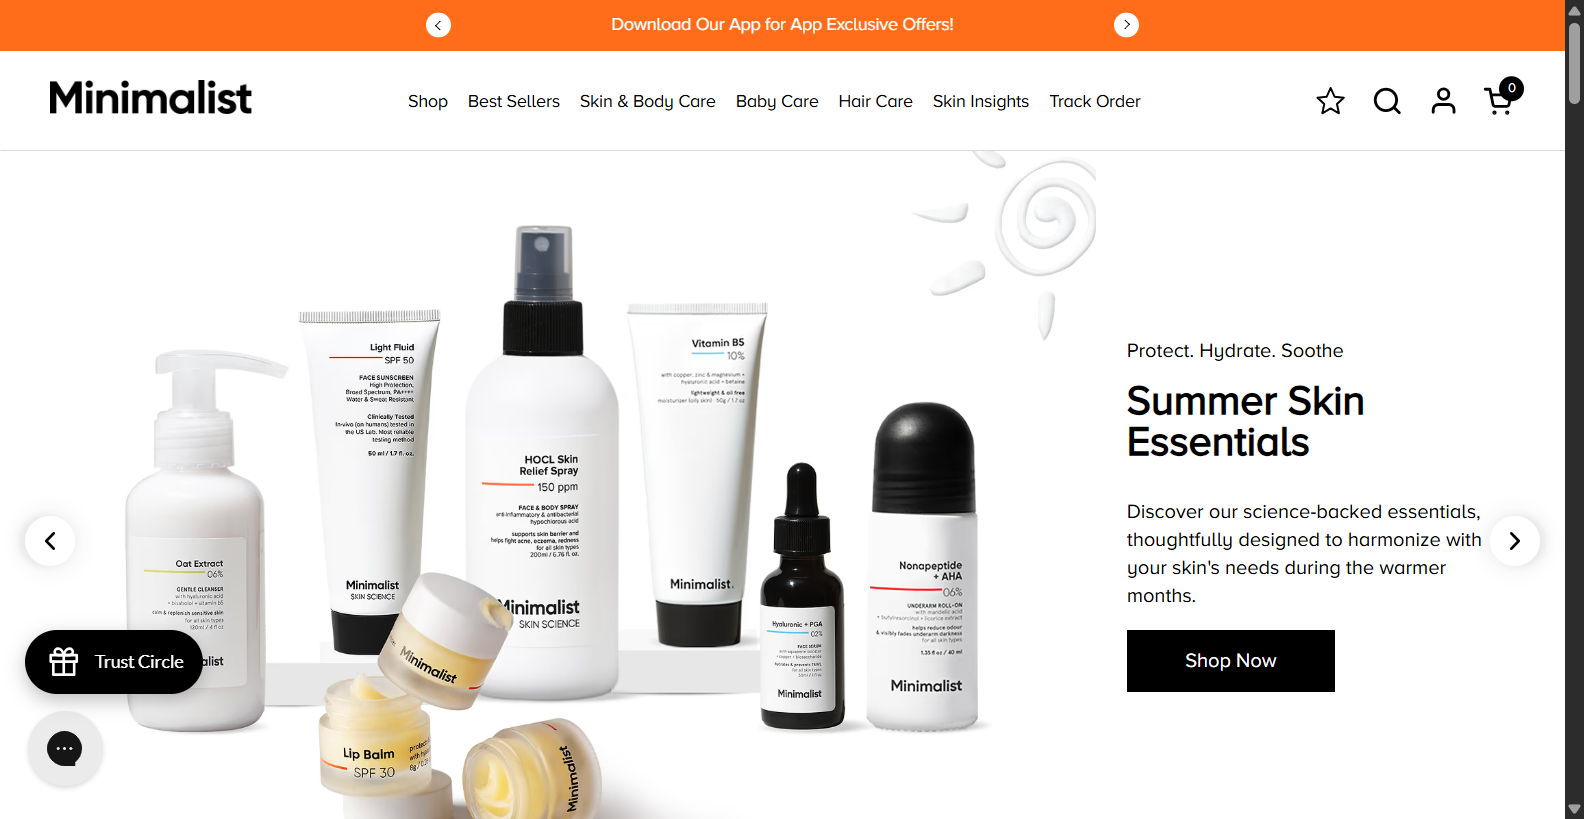 Download Our App for App Exclusive Offers!
Minimalist
Shop
Best Sellers
Skin & Body Care
Baby Care
Hair Care
Skin Insights
Track Order
0
Protect. Hydrate. Soothe
Summer Skin
Essentials
Discover our science-backed essentials,
thoughtfully designed to harmonize with
your skin's needs during the warmer
months.
Shop Now
Oat Extract
06%
GENTLE CLEANSER
with hyaluronic acid
+ bisabolol + vitamin b5
calm & replenish sensitive skin
for all skin types
120ml / 4 fl oz
alist
Light Fluid
SPF 50
FACE SUNSCREEN
High Protection,
Broad Spectrum, PA++++
Water & Sweat Resistant
Clinically Tested
In-vivo (on humans) tested in
the US Lab. Most reliable
testing method
50 ml / 1.7 fl. oz.
Minimalist
SKIN SCIENCE
HOCL Skin
Relief Spray
150 ppm
FACE & BODY SPRAY
anti-inflammatory & antibacterial
hypochlorous acid
supports skin barrier and
helps fight acne, eczema, redness
for all skin types
200ml / 6.76 fl. oz.
Minimalist
SKIN SCIENCE
Vitamin B5
10%
with copper, zinc & magnesium +
hyaluronic acid + betaine
lightweight & oil free
moisturizer (oily skin) · 50g / 1.7 oz
Minimalist.
Hyaluronic + PGA
02%
FACE SERUM
for all skin types
Minimalist
Nonapeptide
+ AHA
06%
UNDERARM ROLL-ON
with mandelic acid
+ butylresorcinol + licorice extract
helps reduce odour
& visibly fades underarm darkness
for all skin types
1.35 fl oz / 40 ml
Minimalist
Minimalist
Lip Balm
SPF 30
Minimalist
Trust Circle